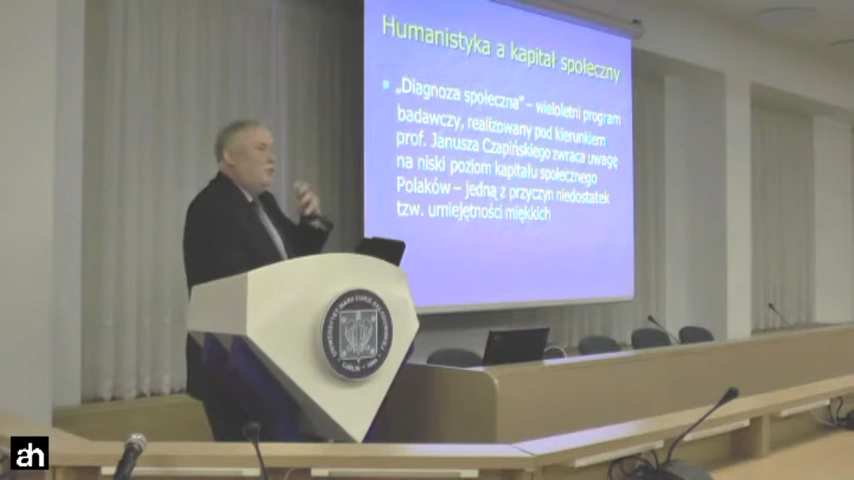 Humanistyka a kapitał społeczny
„Diagnoza społeczna” – wieloletni program
badawczy, realizowany pod kierunkiem
prof. Janusza Czapińskiego zwraca uwagę
na niski poziom kapitału społecznego
Polaków – jedną z przyczyn niedostatek
tzw. umiejętności miękkich
ah